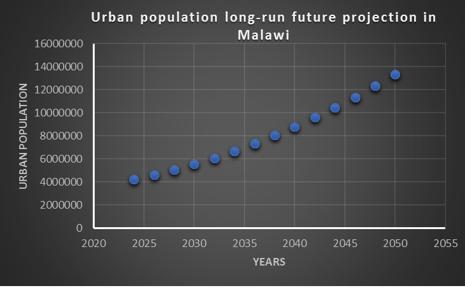 Urban population long-run future projection in
Malawi
16000000
14000000
12000000
10000000
8000000
6000000
4000000
2000000
0
URBAN POPULATION
2020 2025 2030 2035 2040 2045 2050 2055
YEARS